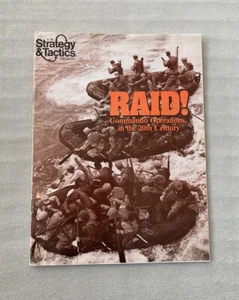 Strategy
& Tactics
RAID!
Commando Operations,
in the 20th Century